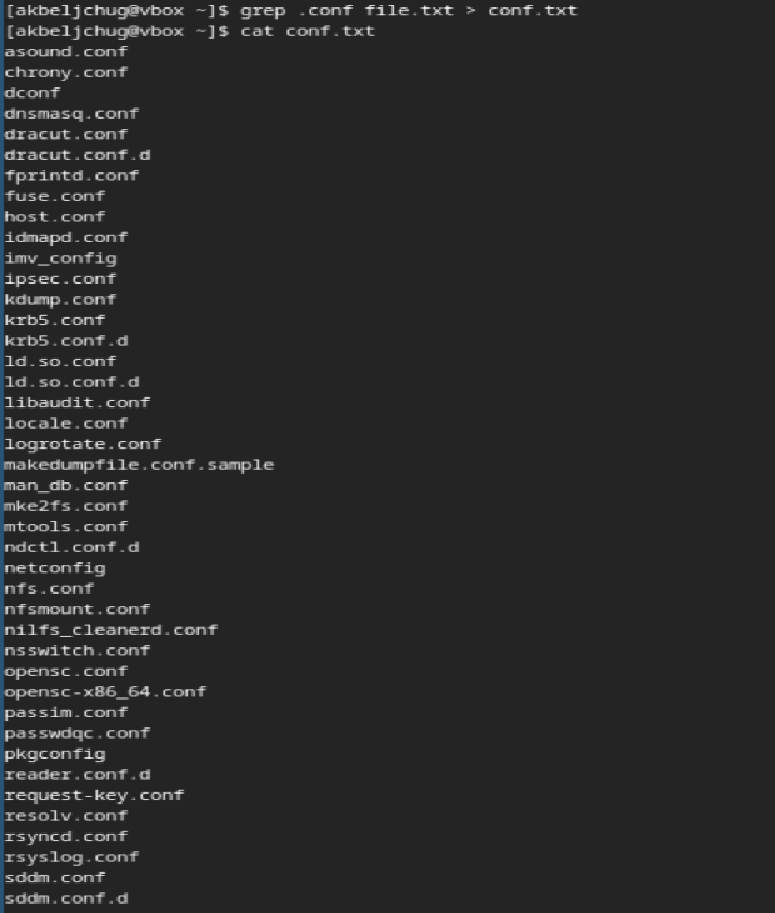 [akbeljchug@vbox ~]$ grep .conf file.txt > conf.txt
[akbeljchug@vbox ~]$ cat conf.txt
asound.conf
chrony.conf
dconf
dnsmasq.conf
dracut.conf
dracut.conf.d
fprintd.conf
fuse.conf
host.conf
idmapd.conf
imv_config
ipsec.conf
kdump.conf
krb5.conf
krb5.conf.d
ld.so.conf
ld.so.conf.d
libaudit.conf
locale.conf
logrotate.conf
makedumpfile.conf.sample
man_db.conf
mke2fs.conf
mtools.conf
ndctl.conf.d
netconfig
nfs.conf
nfsmount.conf
nilfs_cleanerd.conf
nsswitch.conf
opensc.conf
opensc-x86_64.conf
passim.conf
passwdqc.conf
pkgconfig
reader.conf.d
request-key.conf
resolv.conf
rsyncd.conf
rsyslog.conf
sddm.conf
sddm.conf.d